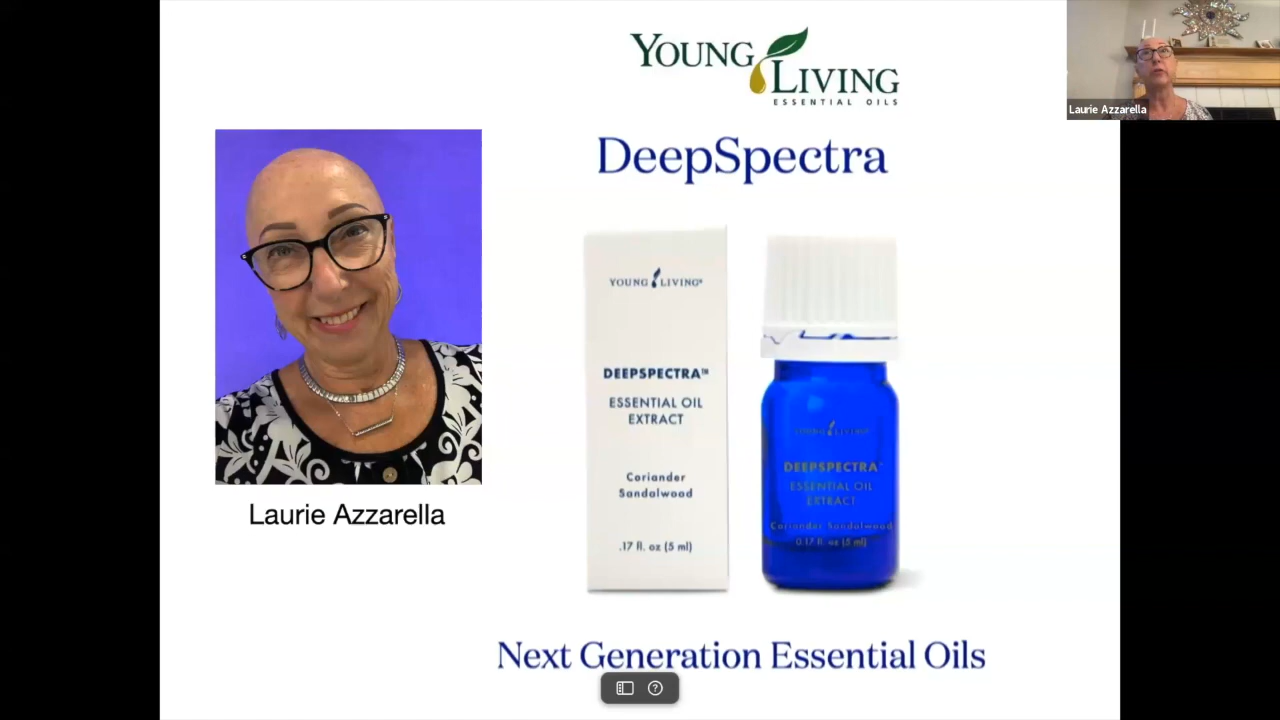 YOUNG LIVING
ESSENTIAL OILS
Laurie Azzarella
DeepSpectra
YOUNG LIVING®
DEEPSPECTRA™
ESSENTIAL OIL
EXTRACT
Coriander
Sandalwood
.17 fl. oz (5 ml)
YOUNG LIVING®
DEEPSPECTRA™
ESSENTIAL OIL
EXTRACT
Coriander Sandalwood
0.17 fl. oz (5 ml)
Laurie Azzarella
Next Generation Essential Oils